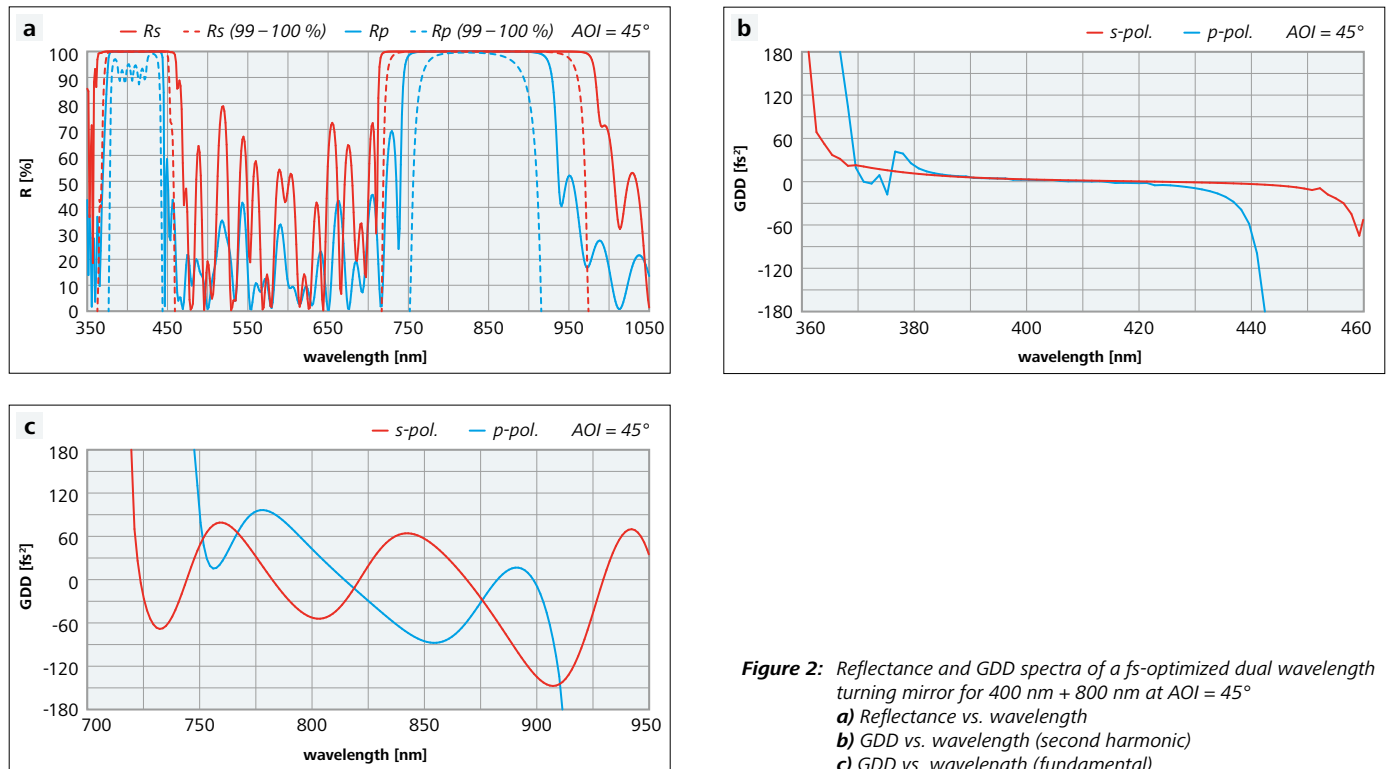 a
Rs Rs (99–100 %) Rp Rp (99–100 %) AOI = 45°
100
90
80
70
60
50
40
30
20
10
0
R [%]
350 450 550 650 750 850 950 1050
wavelength [nm]
b
s-pol. p-pol. AOI = 45°
180
120
60
0
-60
-120
-180
GDD [fs²]
360 380 400 420 440 460
wavelength [nm]
c
s-pol. p-pol. AOI = 45°
180
120
60
0
-60
-120
-180
GDD [fs²]
700 750 800 850 900 950
wavelength [nm]
Figure 2: Reflectance and GDD spectra of a fs-optimized dual wavelength
turning mirror for 400 nm + 800 nm at AOI = 45°
a) Reflectance vs. wavelength
b) GDD vs. wavelength (second harmonic)
c) GDD vs. wavelength (fundamental)